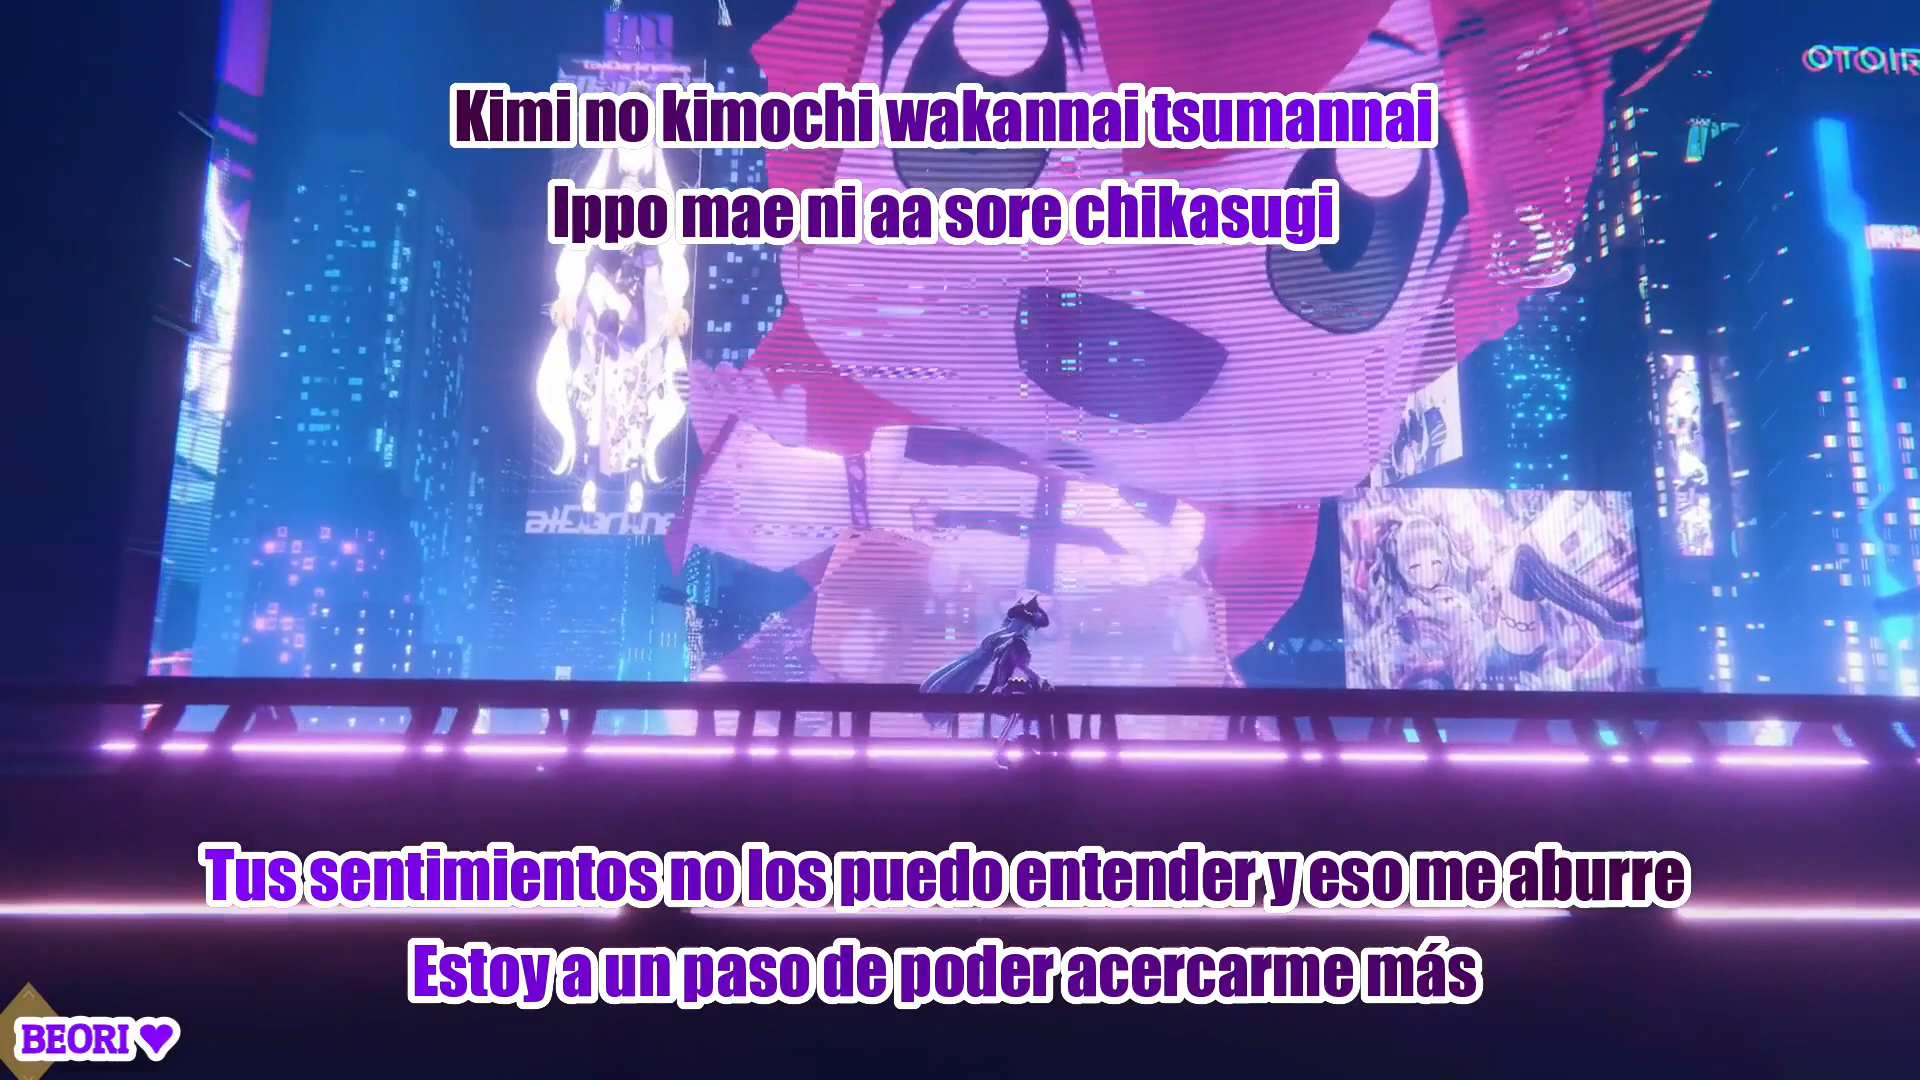 OTOIR
Kimi no kimochi wakannai tsumannai
Ippo mae ni aa sore chikasugi
Tus sentimientos no los puedo entender y eso me aburre
Estoy a un paso de poder acercarme más
BEORI